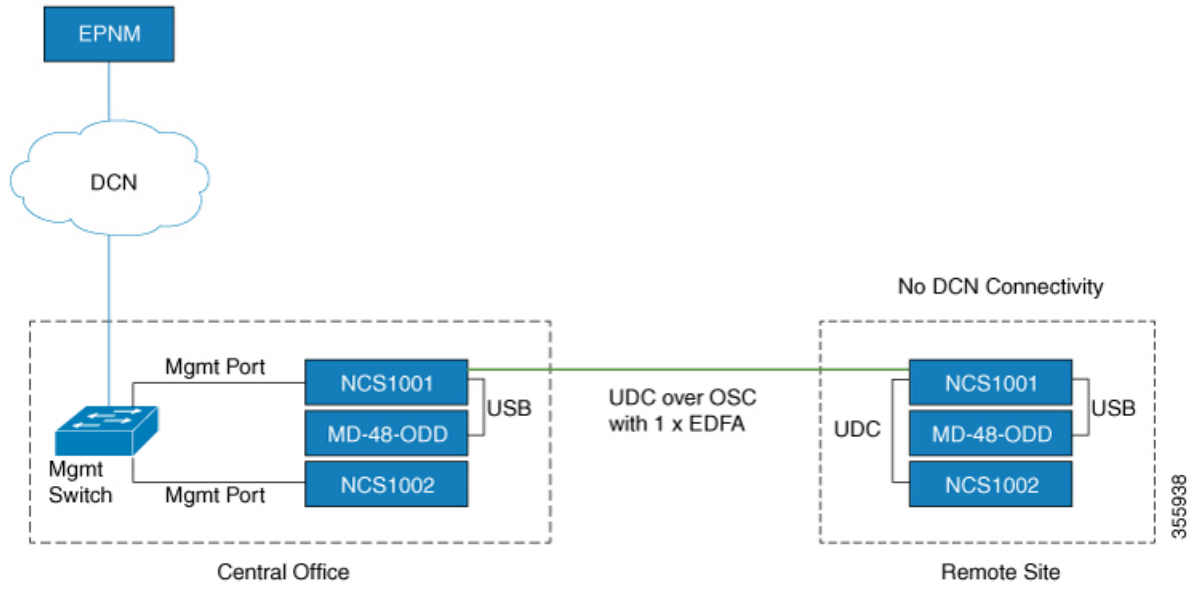 EPNM
DCN
No DCN Connectivity
Mgmt Port
NCS1001
MD-48-ODD
NCS1002
USB
Mgmt
Switch
Mgmt Port
UDC over OSC
with 1 x EDFA
UDC
NCS1001
MD-48-ODD
NCS1002
USB
355938
Central Office
Remote Site